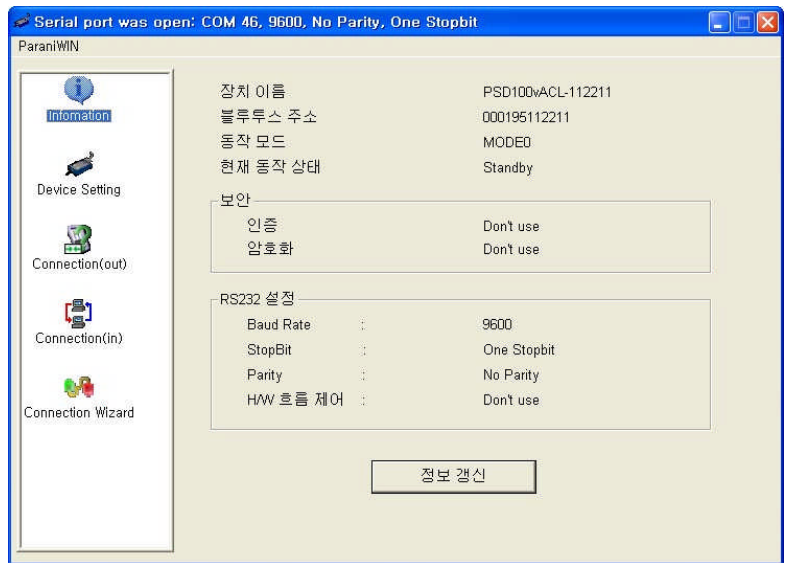 Serial port was open: COM 46, 9600, No Parity, One Stopbit
ParaniWIN
Infomation
Device Setting
Connection(out)
Connection(in)
Connection Wizard
장치 이름 PSD100vACL-112211
블루투스 주소 000195112211
동작 모드 MODE0
현재 동작 상태 Standby
보안
인증 Don't use
암호화 Don't use
RS232 설정
Baud Rate : 9600
StopBit : One Stopbit
Parity : No Parity
H/W 흐름 제어 : Don't use
정보 갱신